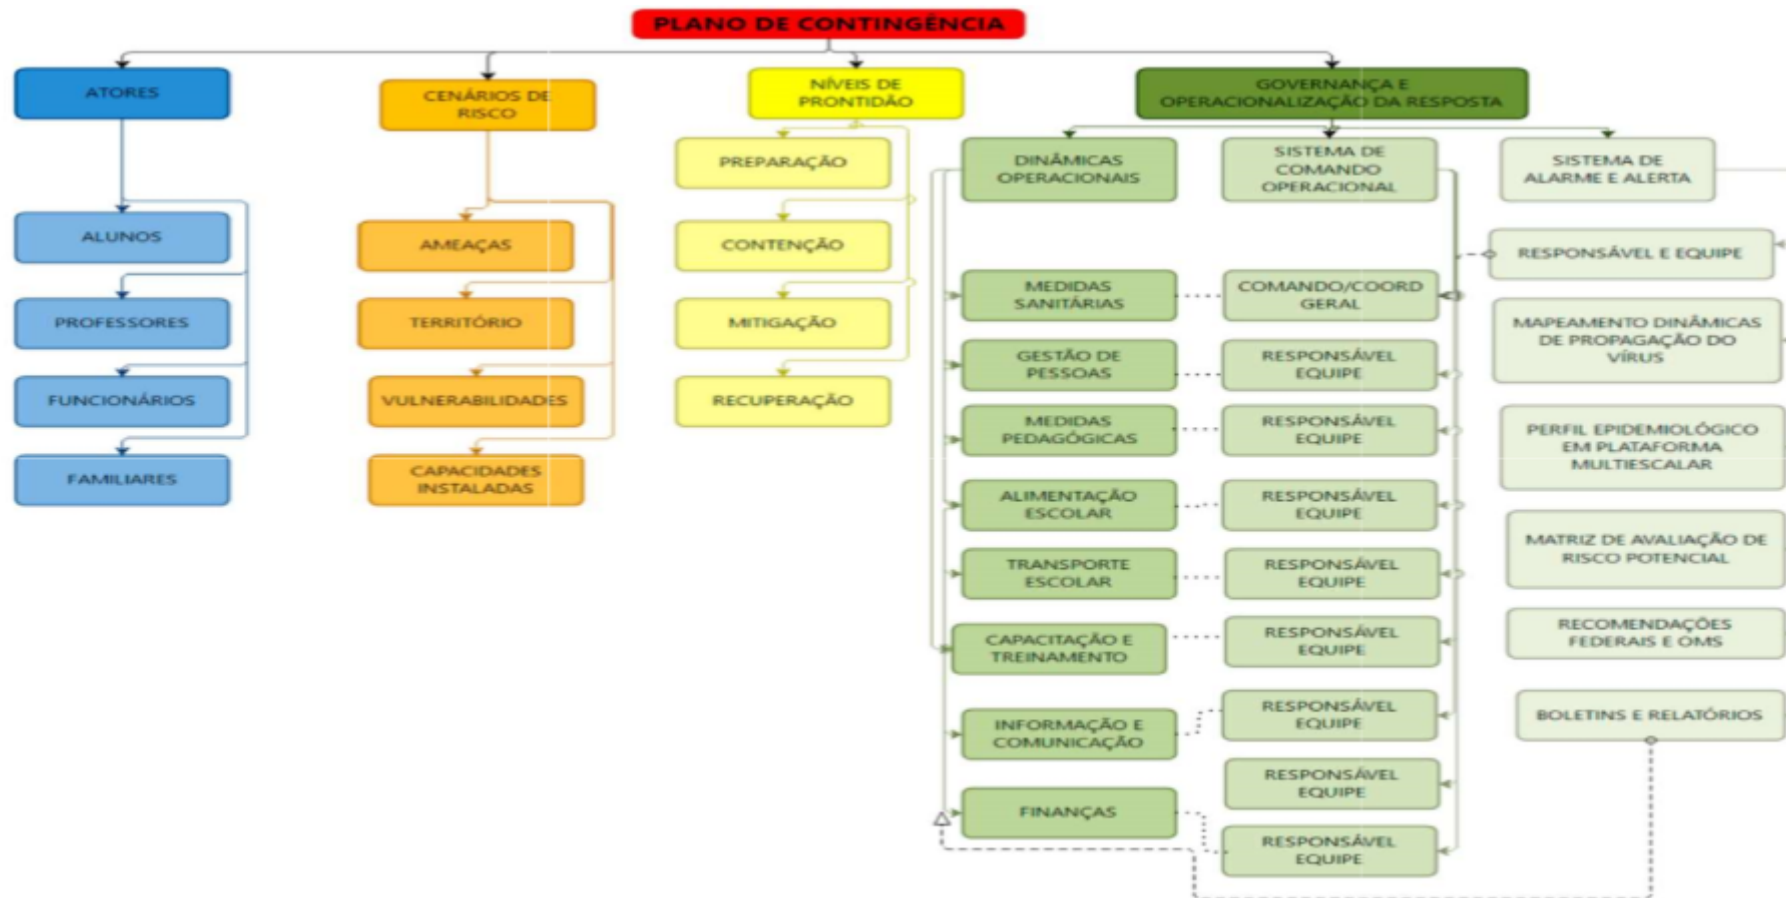 PLANO DE CONTINGÊNCIA
ATORES
ALUNOS
PROFESSORES
FUNCIONÁRIOS
FAMILIARES
CENÁRIOS DE
RISCO
AMEAÇAS
TERRITÓRIO
VULNERABILIDADES
CAPACIDADES
INSTALADAS
NÍVEIS DE
PRONTIDÃO
PREPARAÇÃO
CONTENÇÃO
MITIGAÇÃO
RECUPERAÇÃO
GOVERNANÇA E
OPERACIONALIZAÇÃO DA RESPOSTA
DINÂMICAS
OPERACIONAIS
MEDIDAS
SANITÁRIAS
GESTÃO DE
PESSOAS
MEDIDAS
PEDAGÓGICAS
ALIMENTAÇÃO
ESCOLAR
TRANSPORTE
ESCOLAR
CAPACITAÇÃO E
TREINAMENTO
INFORMAÇÃO E
COMUNICAÇÃO
FINANÇAS
SISTEMA DE
COMANDO
OPERACIONAL
COMANDO/COORD
GERAL
RESPONSÁVEL
EQUIPE
RESPONSÁVEL
EQUIPE
RESPONSÁVEL
EQUIPE
RESPONSÁVEL
EQUIPE
RESPONSÁVEL
EQUIPE
RESPONSÁVEL
EQUIPE
RESPONSÁVEL
EQUIPE
RESPONSÁVEL
EQUIPE
SISTEMA DE
ALARME E ALERTA
RESPONSÁVEL E EQUIPE
MAPEAMENTO DINÂMICAS
DE PROPAGAÇÃO DO
VÍRUS
PERFIL EPIDEMIOLÓGICO
EM PLATAFORMA
MULTIESCALAR
MATRIZ DE AVALIAÇÃO DE
RISCO POTENCIAL
RECOMENDAÇÕES
FEDERAIS E OMS
BOLETINS E RELATÓRIOS